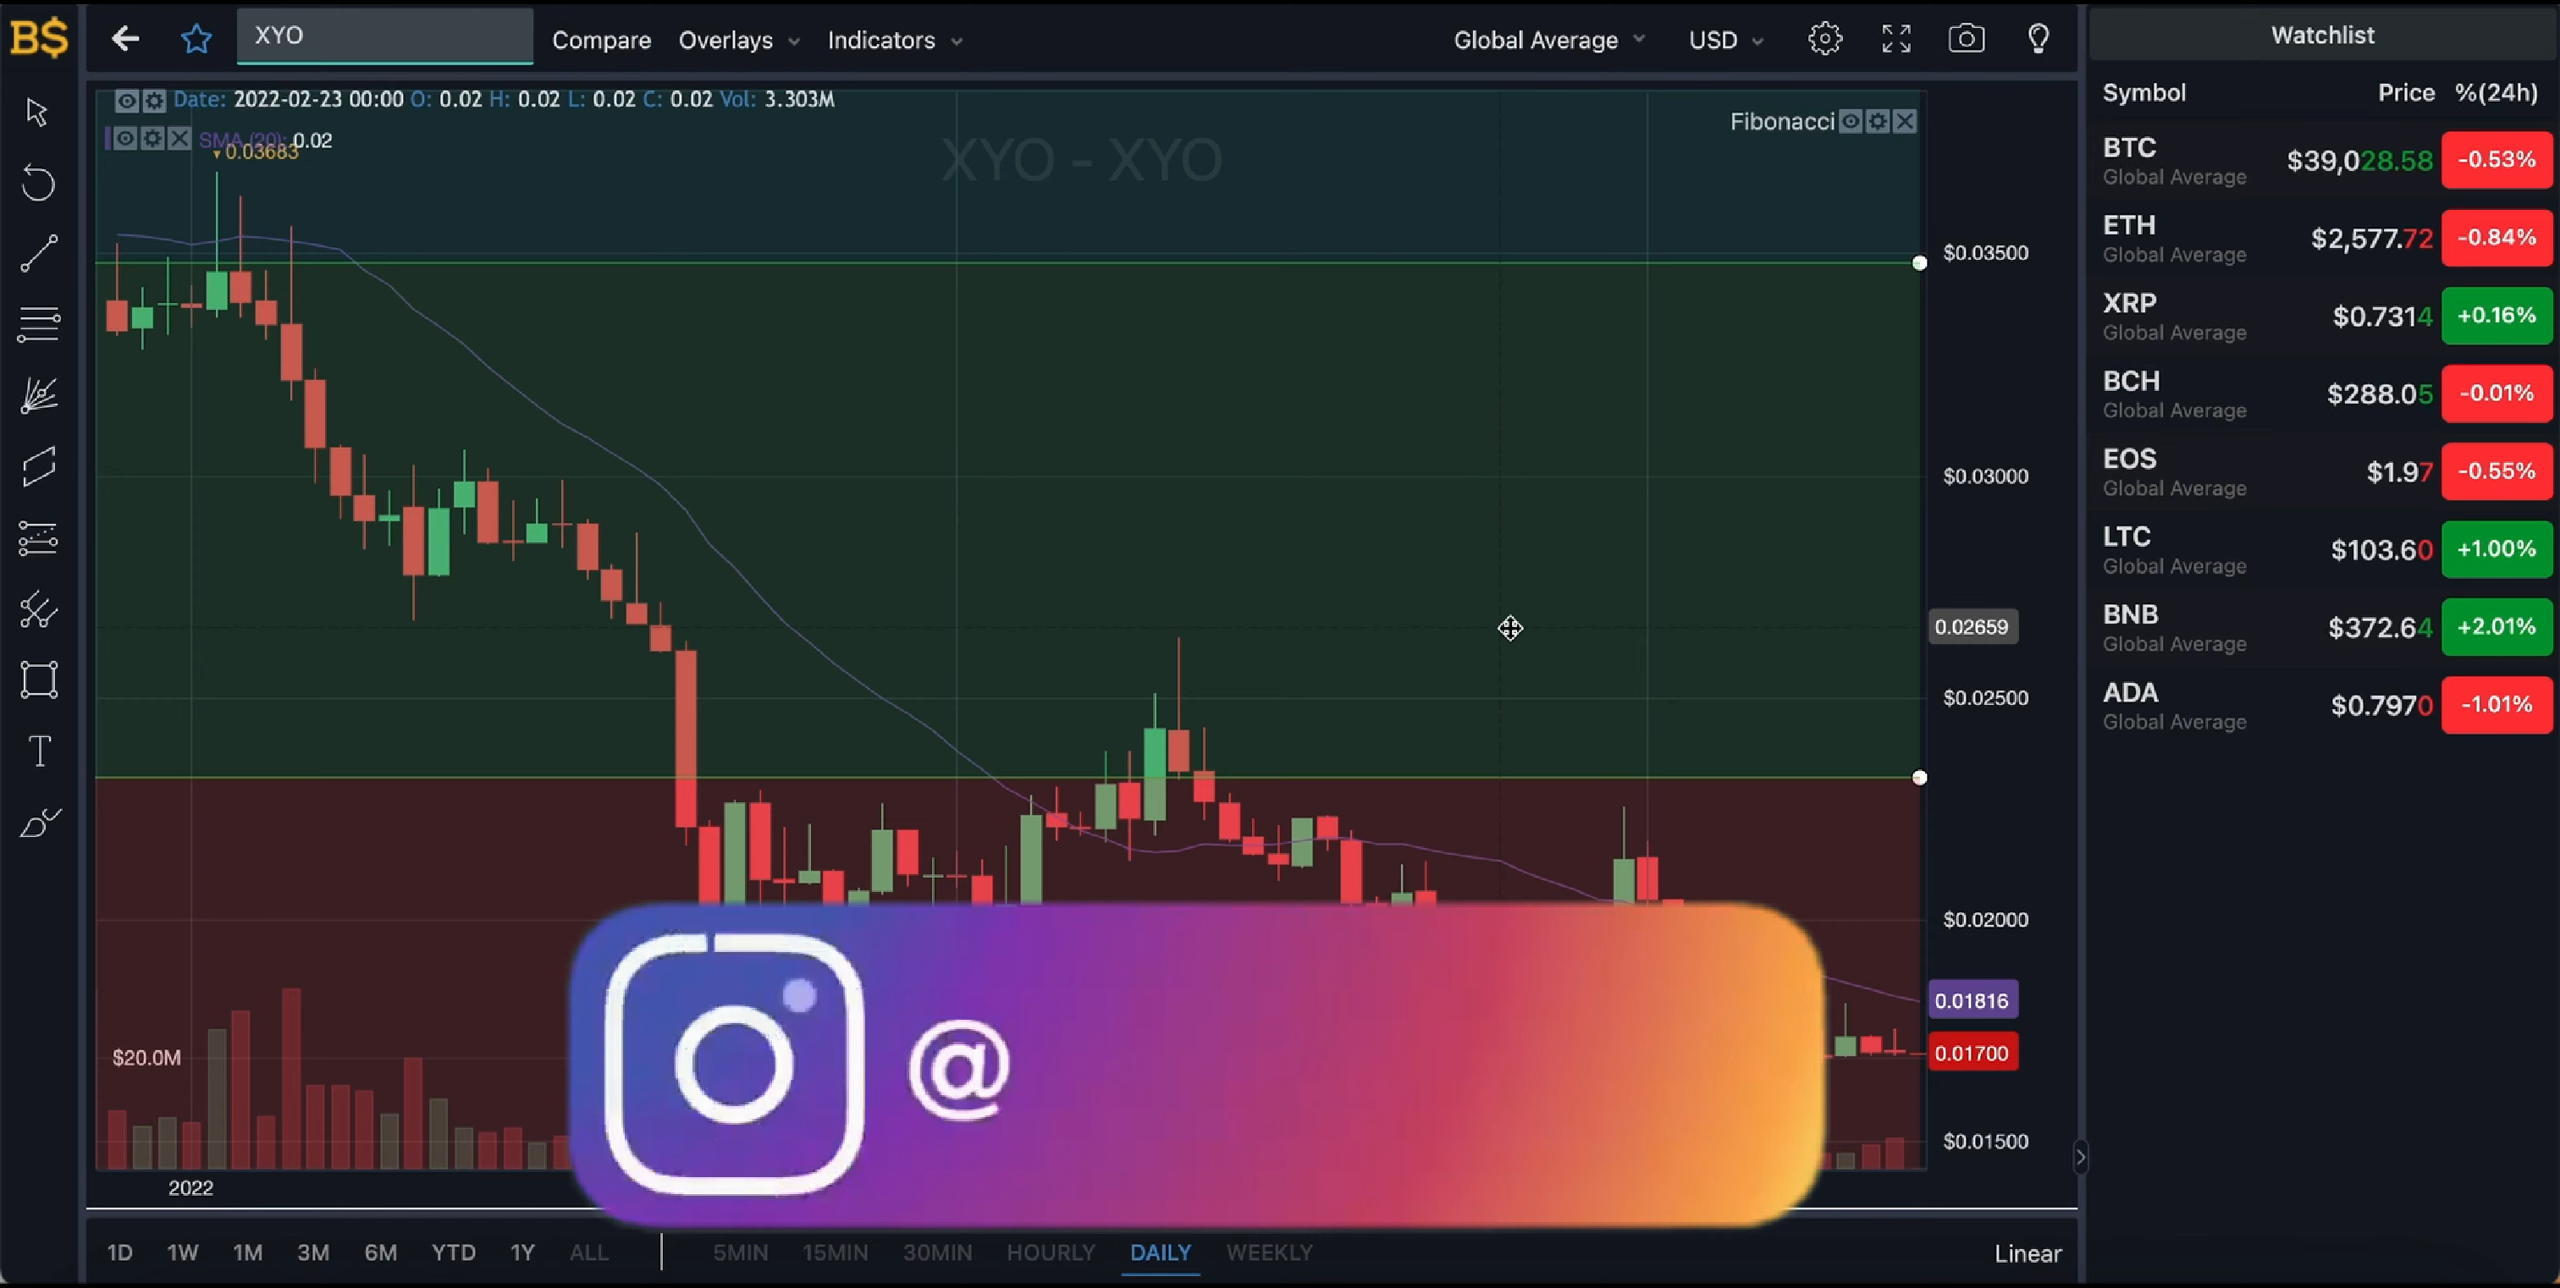 B$
XYO
Compare
Overlays
Indicators
Global Average
USD
Date: 2022-02-23 00:00 O: 0.02 H: 0.02 L: 0.02 C: 0.02 Vol: 3.303M
SMA (20): 0.02
0.03683
XYO - XYO
Fibonacci
$0.03500
$0.03000
0.02659
$0.02500
$0.02000
0.01816
0.01700
$0.01500
$20.0M
2022
@
1D 1W 1M 3M 6M YTD 1Y ALL
5MIN 15MIN 30MIN HOURLY DAILY WEEKLY
Linear
Watchlist
Symbol Price %(24h)
BTC $39,028.58 -0.53%
Global Average
ETH $2,577.72 -0.84%
Global Average
XRP $0.7314 +0.16%
Global Average
BCH $288.05 -0.01%
Global Average
EOS $1.97 -0.55%
Global Average
LTC $103.60 +1.00%
Global Average
BNB $372.64 +2.01%
Global Average
ADA $0.7970 -1.01%
Global Average